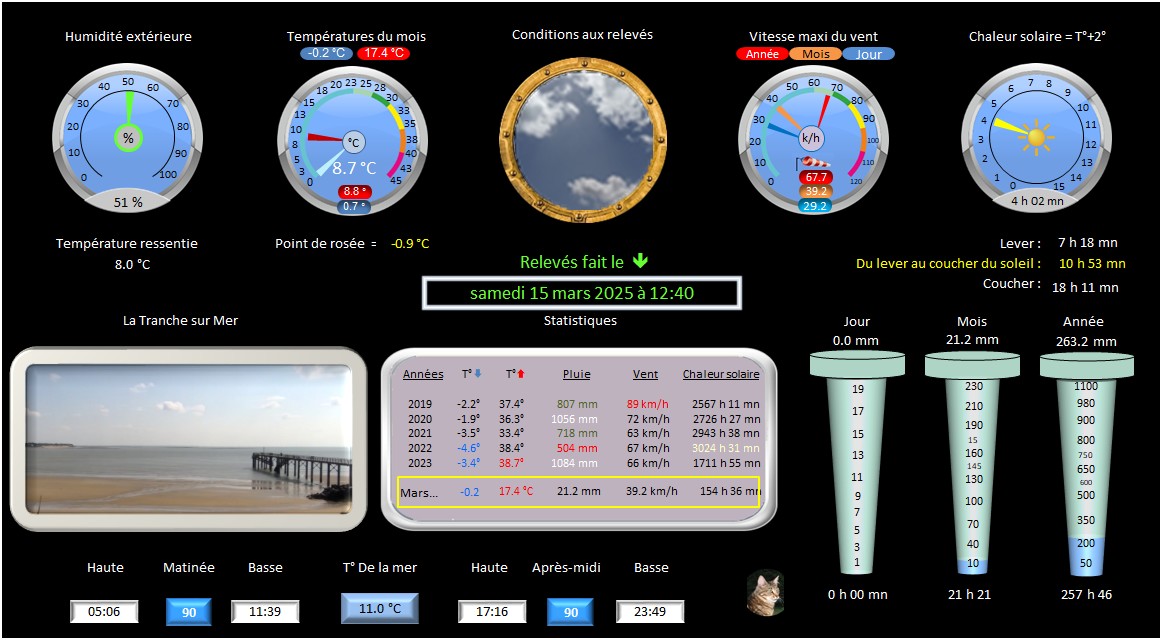 Humidité extérieure
0 10 20 30 40 50 60 70 80 90 100
%
51 %
Températures du mois
-0.2 °C 17.4 °C
0 3 5 8 10 13 15 18 20 23 25 28 30 33 35 38 40 43 45
°C
8.7 °C
8.8 °
0.7 °
Conditions aux relevés
Vitesse maxi du vent
Année Mois Jour
0 10 20 30 40 50 60 70 80 90 100 110 120
k/h
67.7
39.2
29.2
Chaleur solaire = T°+2°
0 1 2 3 4 5 6 7 8 9 10 11 12 13 14 15
4 h 02 mn
Température ressentie
8.0 °C
Point de rosée = -0.9 °C
Relevés fait le
samedi 15 mars 2025 à 12:40
Lever : 7 h 18 mn
Du lever au coucher du soleil : 10 h 53 mn
Coucher : 18 h 11 mn
La Tranche sur Mer
Statistiques
Années T° T° Pluie Vent Chaleur solaire
2019 -2.2° 37.4° 807 mm 89 km/h 2567 h 11 mn
2020 -1.9° 36.3° 1056 mm 72 km/h 2726 h 27 mn
2021 -3.5° 33.4° 718 mm 63 km/h 2943 h 38 mn
2022 -4.6° 38.4° 504 mm 67 km/h 3024 h 31 mn
2023 -3.4° 38.7° 1084 mm 66 km/h 1711 h 55 mn
Mars... -0.2 17.4 °C 21.2 mm 39.2 km/h 154 h 36 mn
Jour
0.0 mm
19
17
15
13
11
9
7
5
3
1
0 h 00 mn
Mois
21.2 mm
230
210
190
15
160
145
130
100
70
40
10
21 h 21
Année
263.2 mm
1100
980
900
800
750
650
600
500
350
200
50
257 h 46
Haute Matinée Basse
05:06 90 11:39
T° De la mer
11.0 °C
Haute Après-midi Basse
17:16 90 23:49